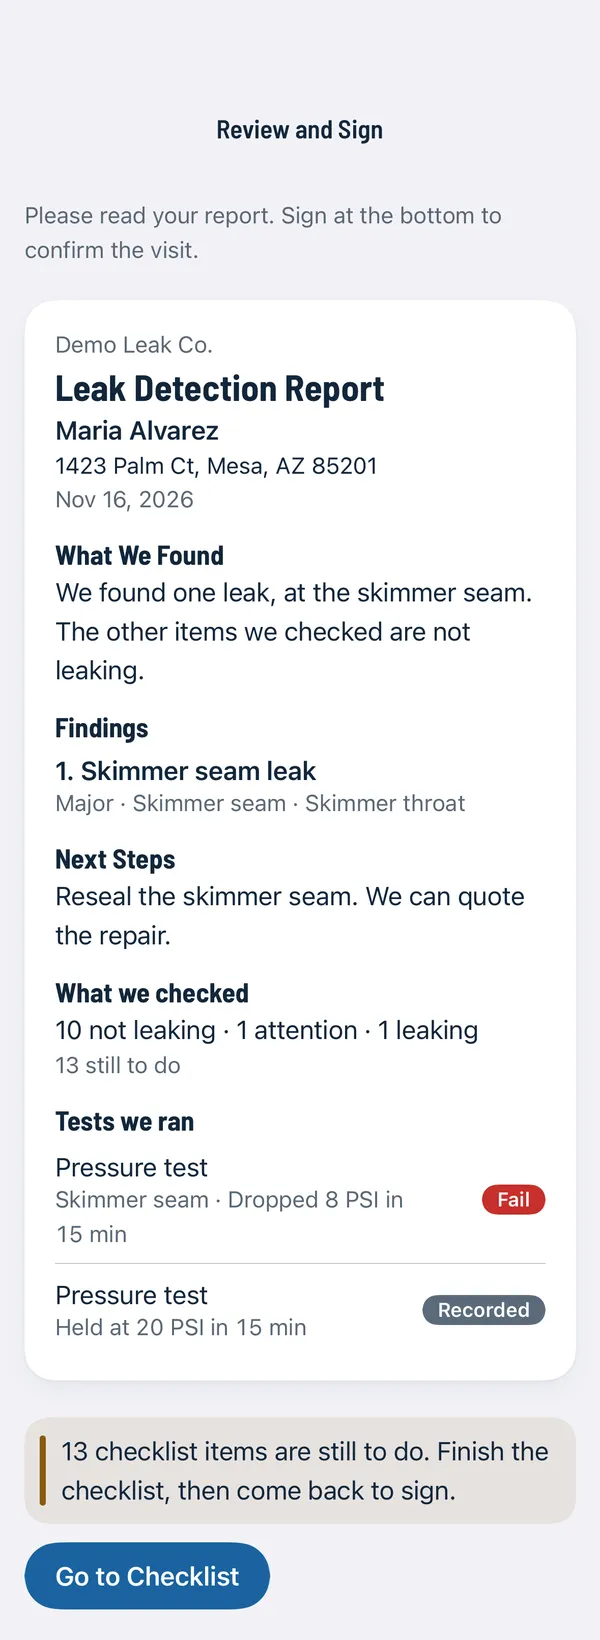 Review and Sign
Please read your report. Sign at the bottom to
confirm the visit.
Demo Leak Co.
Leak Detection Report
Maria Alvarez
1423 Palm Ct, Mesa, AZ 85201
Nov 16, 2026
What We Found
We found one leak, at the skimmer seam.
The other items we checked are not
leaking.
Findings
1. Skimmer seam leak
Major · Skimmer seam · Skimmer throat
Next Steps
Reseal the skimmer seam. We can quote
the repair.
What we checked
10 not leaking · 1 attention · 1 leaking
13 still to do
Tests we ran
Pressure test
Skimmer seam · Dropped 8 PSI in
15 min
Fail
Pressure test
Held at 20 PSI in 15 min
Recorded
13 checklist items are still to do. Finish the
checklist, then come back to sign.
Go to Checklist